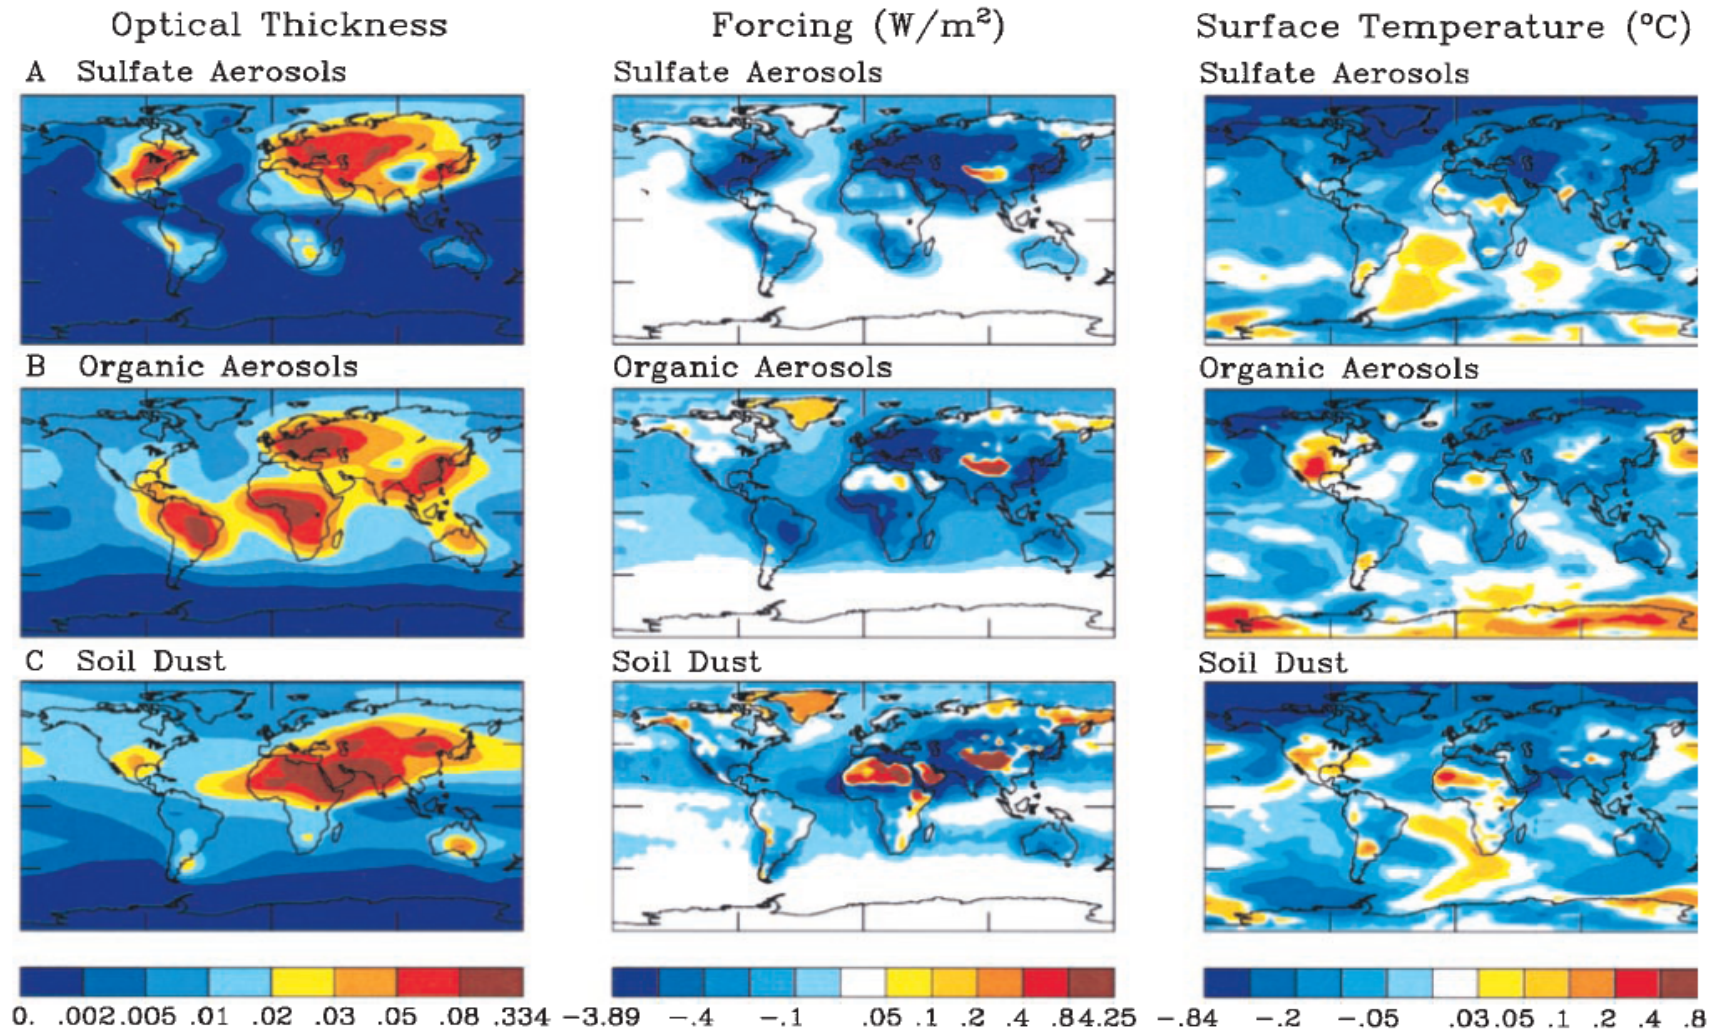 Optical Thickness Forcing (W/m²) Surface Temperature (°C)
A Sulfate Aerosols Sulfate Aerosols Sulfate Aerosols
B Organic Aerosols Organic Aerosols Organic Aerosols
C Soil Dust Soil Dust Soil Dust
0. .002 .005 .01 .02 .03 .05 .08 .334 -3.89 -.4 -.1 .05 .1 .2 .4 .8 4.25 -.84 -.2 -.05 .03 .05 .1 .2 .4 .8